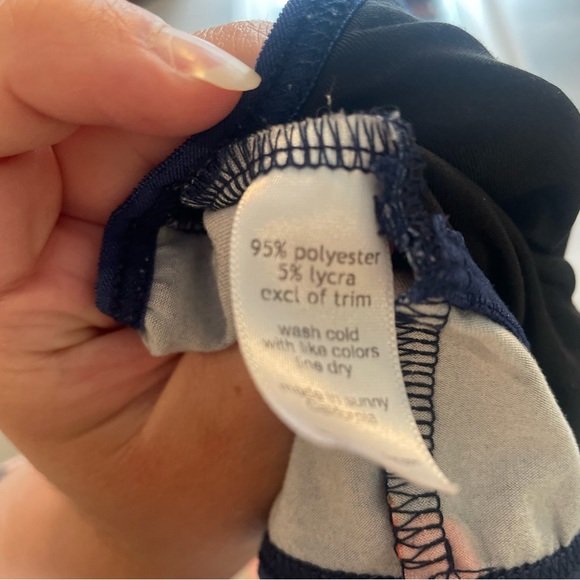 95% polyester
5% lycra
excl of trim
wash cold
with like colors
line dry
made in sunny
California